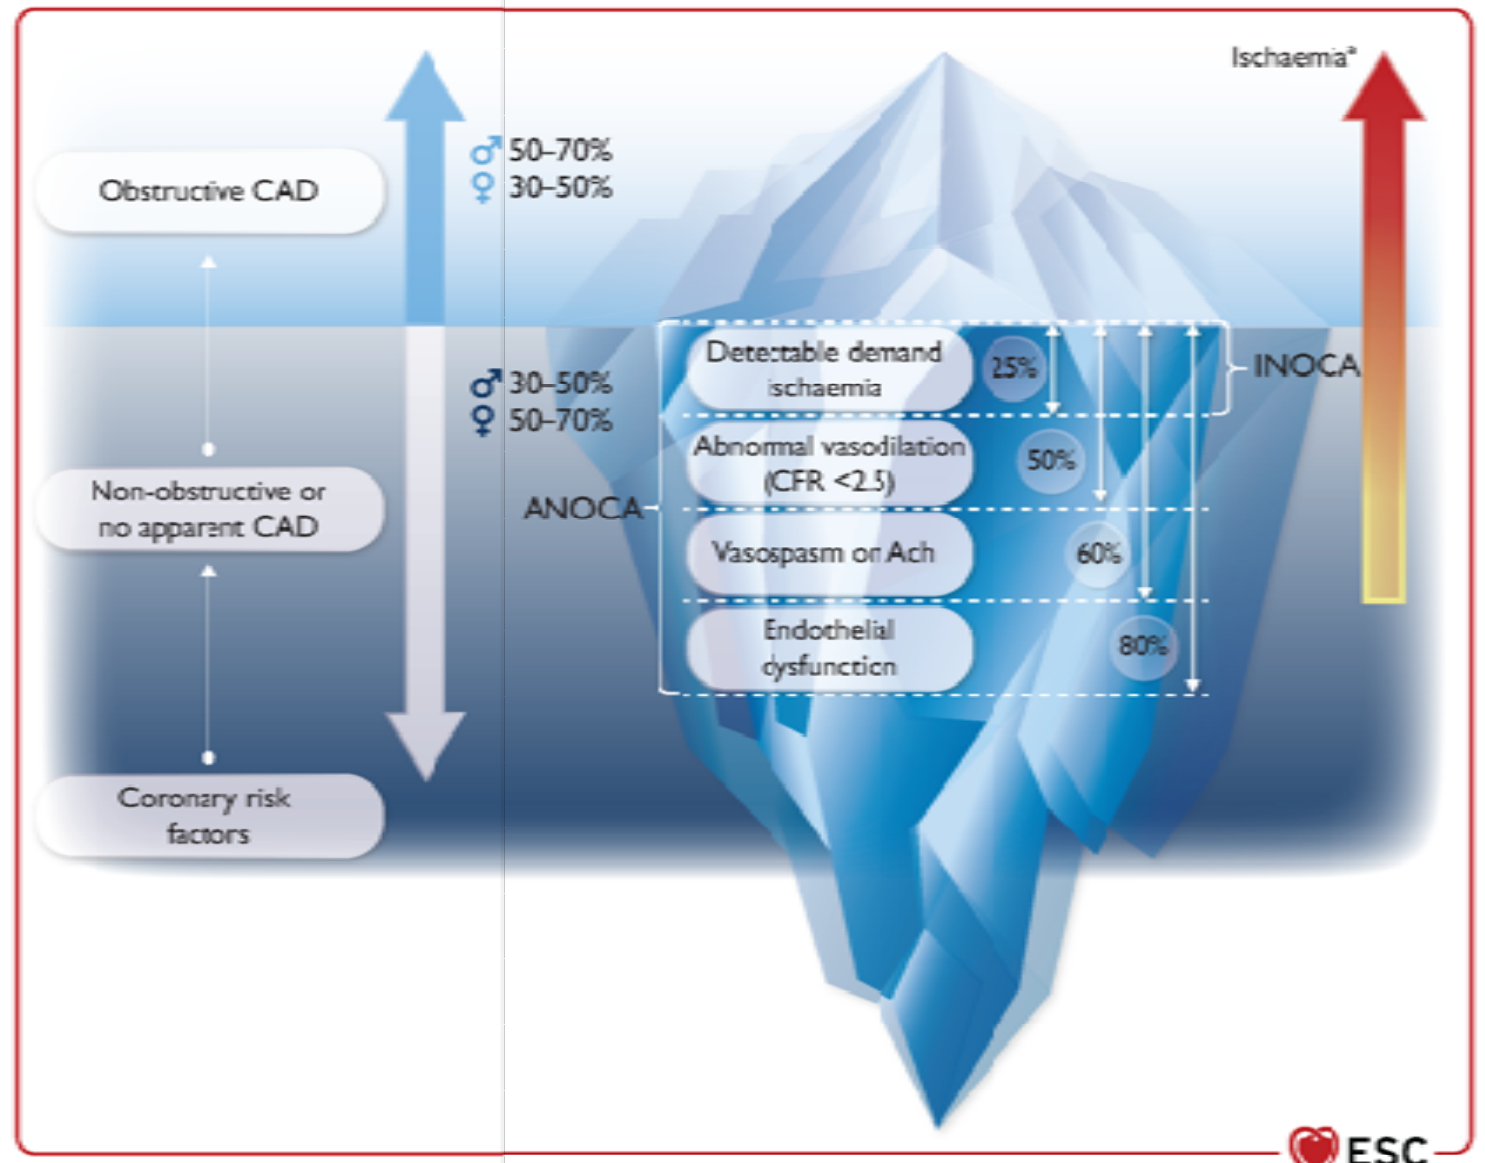 Ischaemiaª
♂ 50–70%
♀ 30–50%
Obstructive CAD
Detectable demand
ischaemia
25%
INOCA
♂ 30–50%
♀ 50–70%
Abnormal vasodilation
(CFR <2.5)
50%
Non-obstructive or
no apparent CAD
ANOCA
Vasospasm on Ach
60%
Endothelial
dysfunction
80%
Coronary risk
factors
ESC